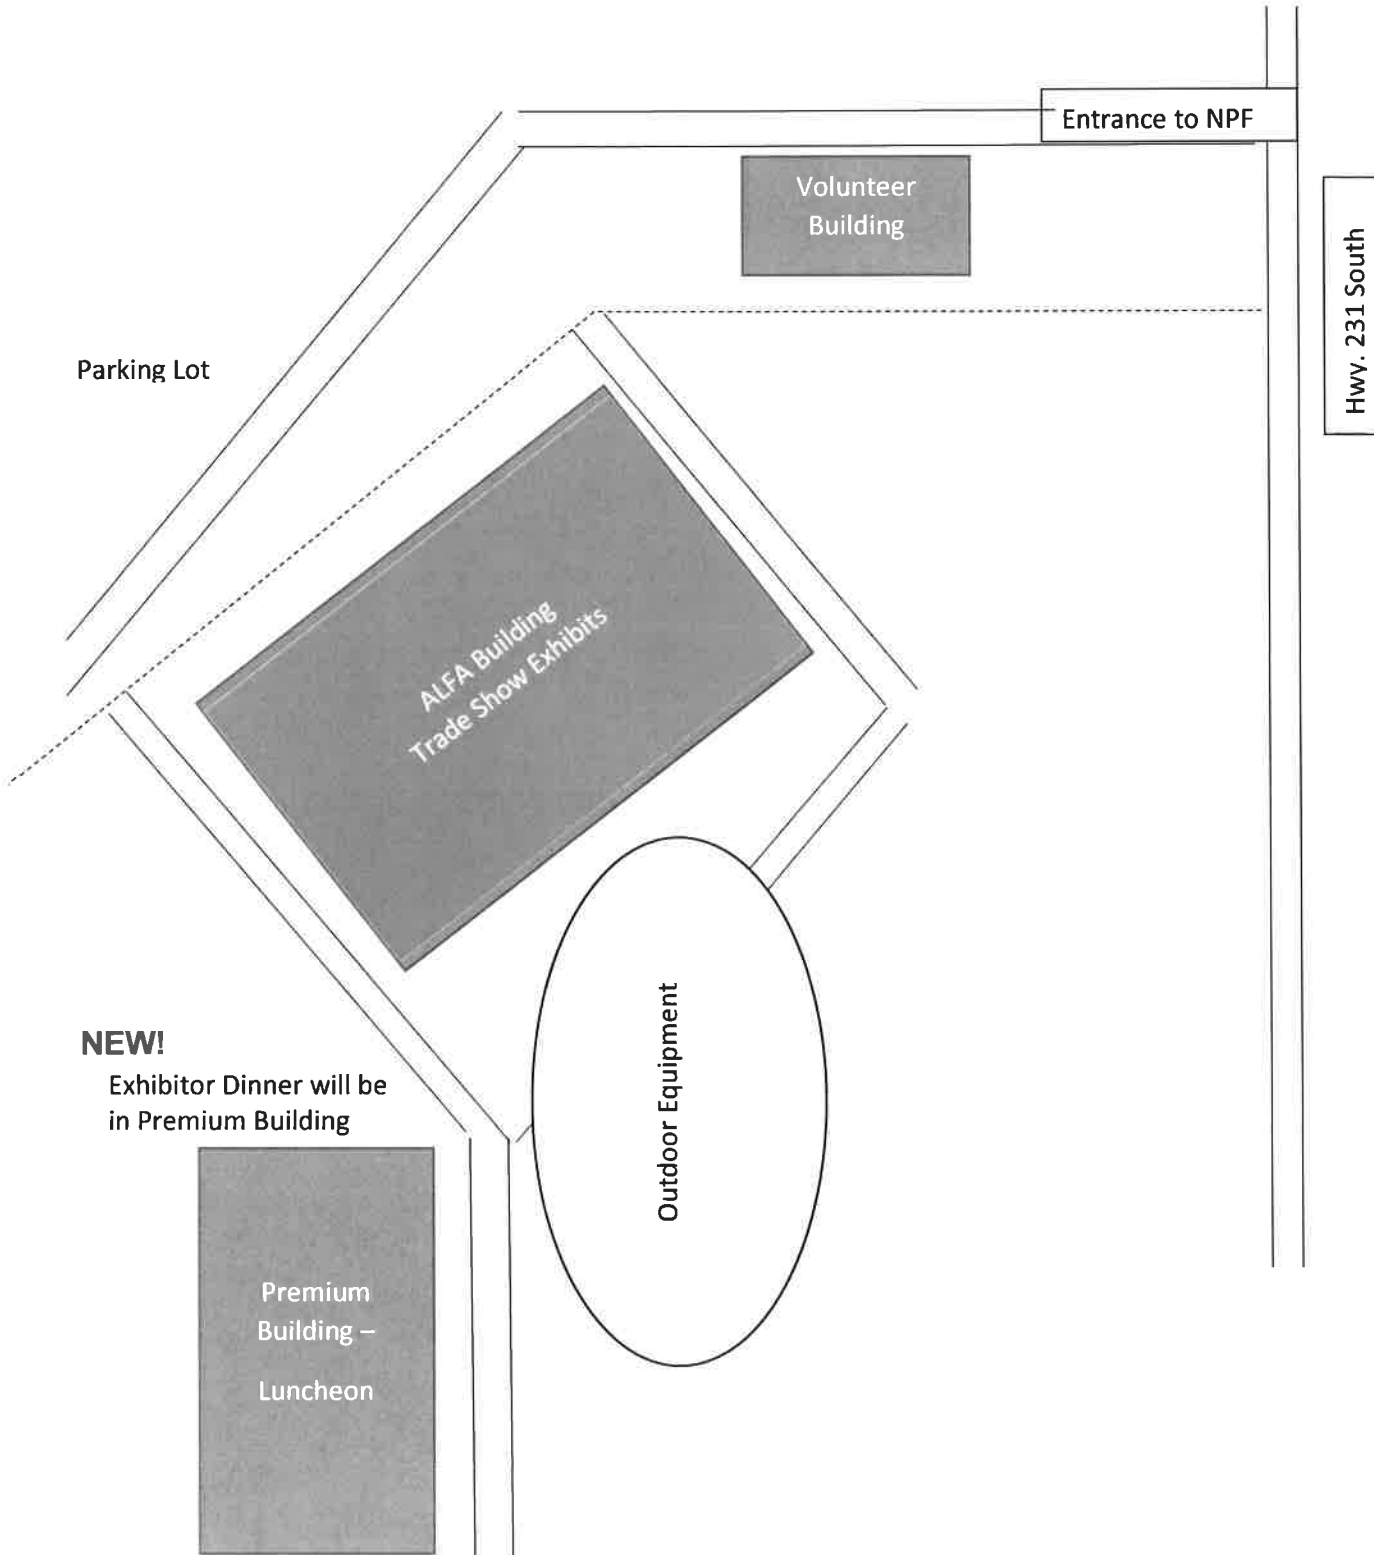 Entrance to NPF
Volunteer
Building
Hwy. 231 South
Parking Lot
ALFA Building
Trade Show Exhibits
NEW!
Exhibitor Dinner will be
in Premium Building
Outdoor Equipment
Premium
Building –
Luncheon